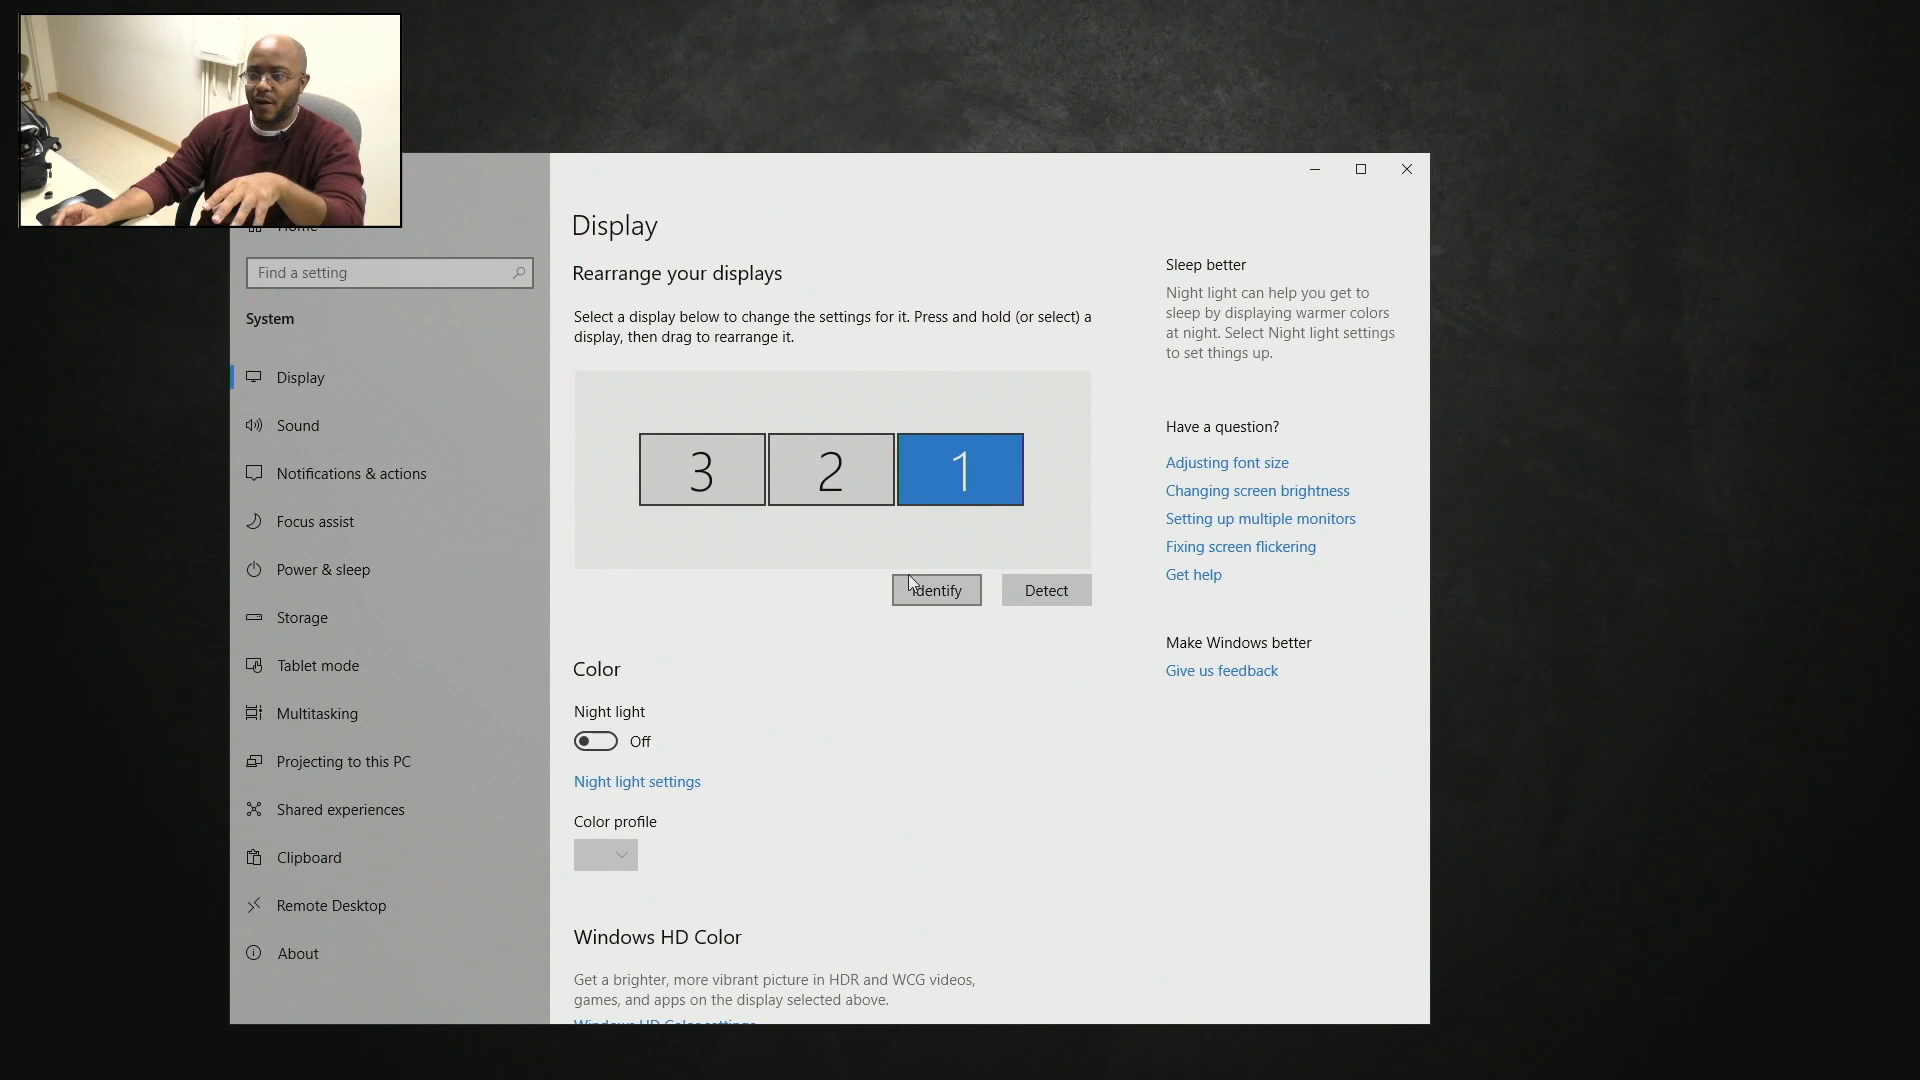 Home
Find a setting
System
Display
Sound
Notifications & actions
Focus assist
Power & sleep
Storage
Tablet mode
Multitasking
Projecting to this PC
Shared experiences
Clipboard
Remote Desktop
About
Display
Rearrange your displays
Select a display below to change the settings for it. Press and hold (or select) a
display, then drag to rearrange it.
3 2 1
Identify Detect
Color
Night light
Off
Night light settings
Color profile
Windows HD Color
Get a brighter, more vibrant picture in HDR and WCG videos,
games, and apps on the display selected above.
Windows HD Color settings
Sleep better
Night light can help you get to
sleep by displaying warmer colors
at night. Select Night light settings
to set things up.
Have a question?
Adjusting font size
Changing screen brightness
Setting up multiple monitors
Fixing screen flickering
Get help
Make Windows better
Give us feedback